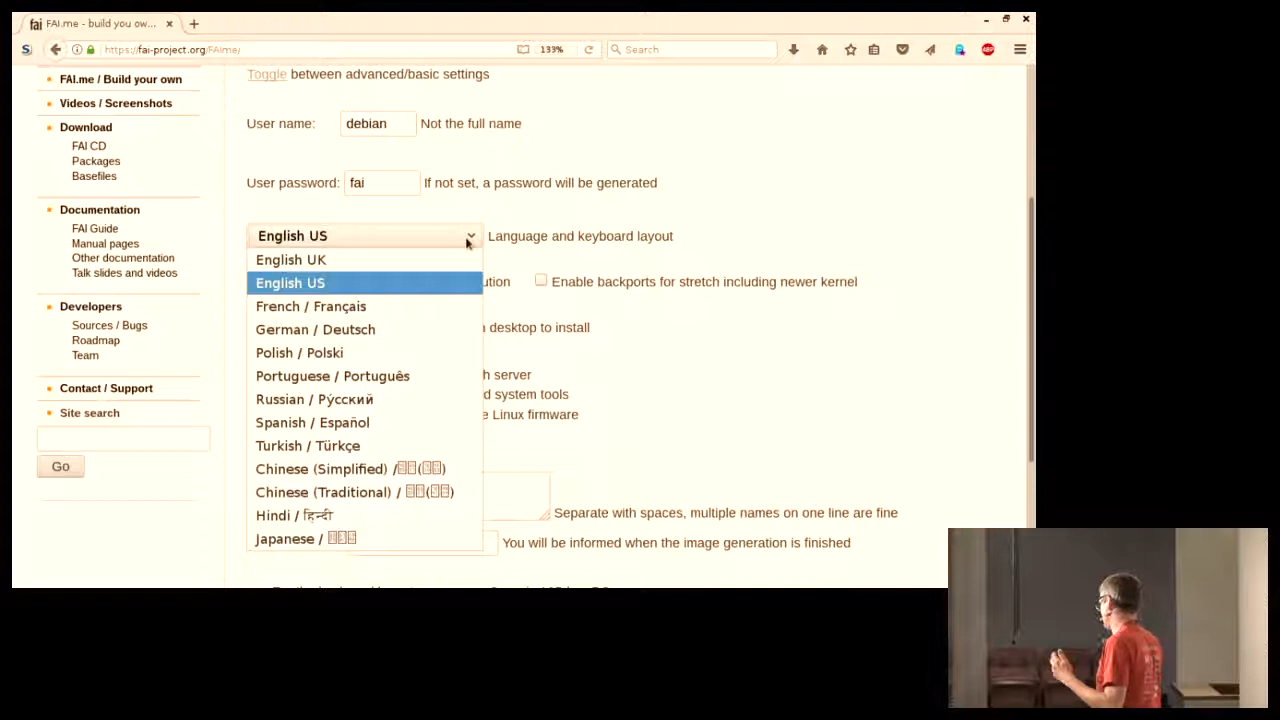 fai FAI.me - build you ow...
https://fai-project.org/FAIme/
133%
Search
ABP
FAI.me / Build your own
Videos / Screenshots
Download
FAI CD
Packages
Basefiles
Documentation
FAI Guide
Manual pages
Other documentation
Talk slides and videos
Developers
Sources / Bugs
Roadmap
Team
Contact / Support
Site search
Go
Toggle between advanced/basic settings
User name: debian Not the full name
User password: fai If not set, a password will be generated
English US Language and keyboard layout
English UK
English US
French / Français
German / Deutsch
Polish / Polski
Portuguese / Português
Russian / Ру́сский
Spanish / Español
Turkish / Türkçe
Chinese (Simplified) /
Chinese (Traditional) /
Hindi / हिन्दी
Japanese /
Enable backports for stretch including newer kernel
desktop to install
server
system tools
Linux firmware
Separate with spaces, multiple names on one line are fine
You will be informed when the image generation is finished